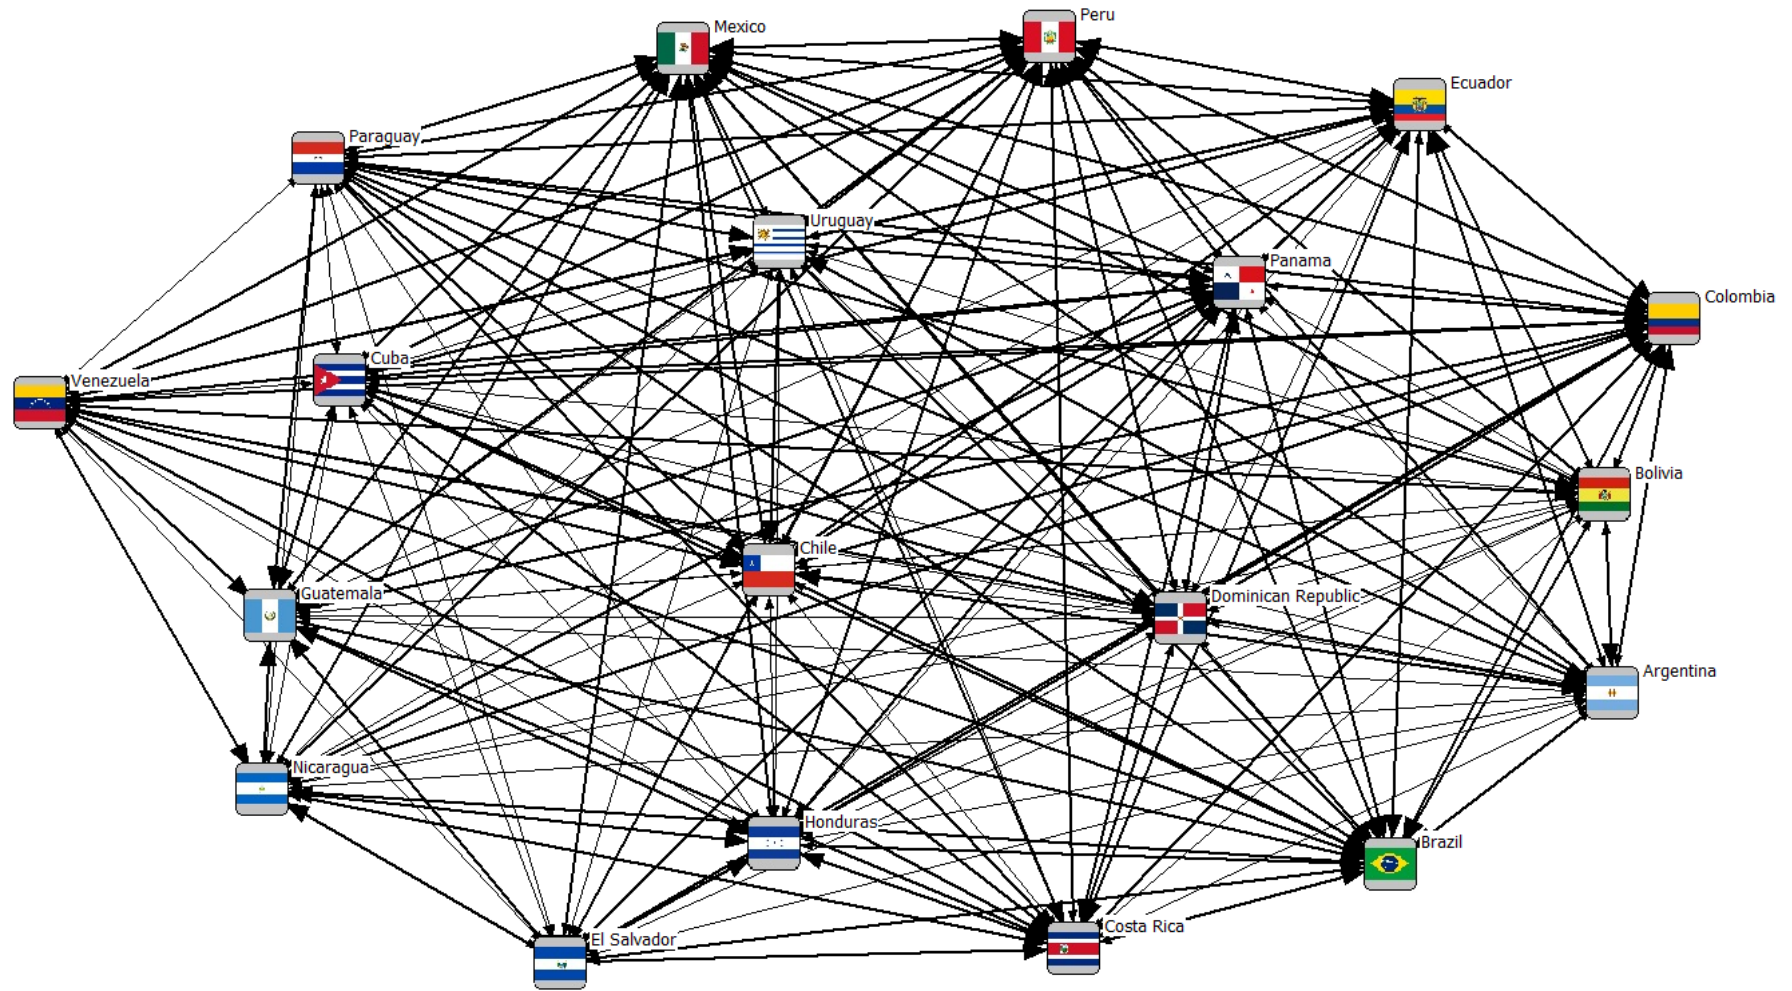 Mexico
Peru
Ecuador
Paraguay
Uruguay
Panama
Colombia
Cuba
Venezuela
Bolivia
Chile
Guatemala
Dominican Republic
Argentina
Nicaragua
Honduras
Brazil
Costa Rica
El Salvador